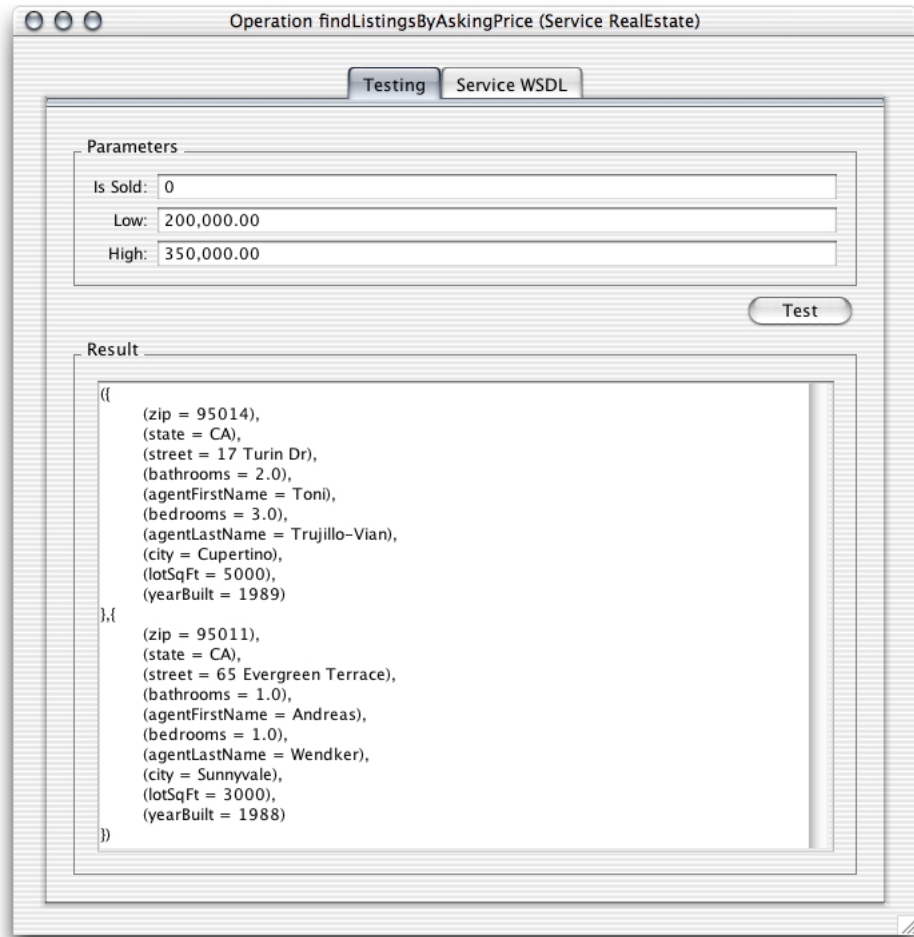 Operation findListingsByAskingPrice (Service RealEstate)
Testing Service WSDL
Parameters
Is Sold: 0
Low: 200,000.00
High: 350,000.00
Test
Result
({
(zip = 95014),
(state = CA),
(street = 17 Turin Dr),
(bathrooms = 2.0),
(agentFirstName = Toni),
(bedrooms = 3.0),
(agentLastName = Trujillo-Vian),
(city = Cupertino),
(lotSqFt = 5000),
(yearBuilt = 1989)
},{
(zip = 95011),
(state = CA),
(street = 65 Evergreen Terrace),
(bathrooms = 1.0),
(agentFirstName = Andreas),
(bedrooms = 1.0),
(agentLastName = Wendker),
(city = Sunnyvale),
(lotSqFt = 3000),
(yearBuilt = 1988)
})